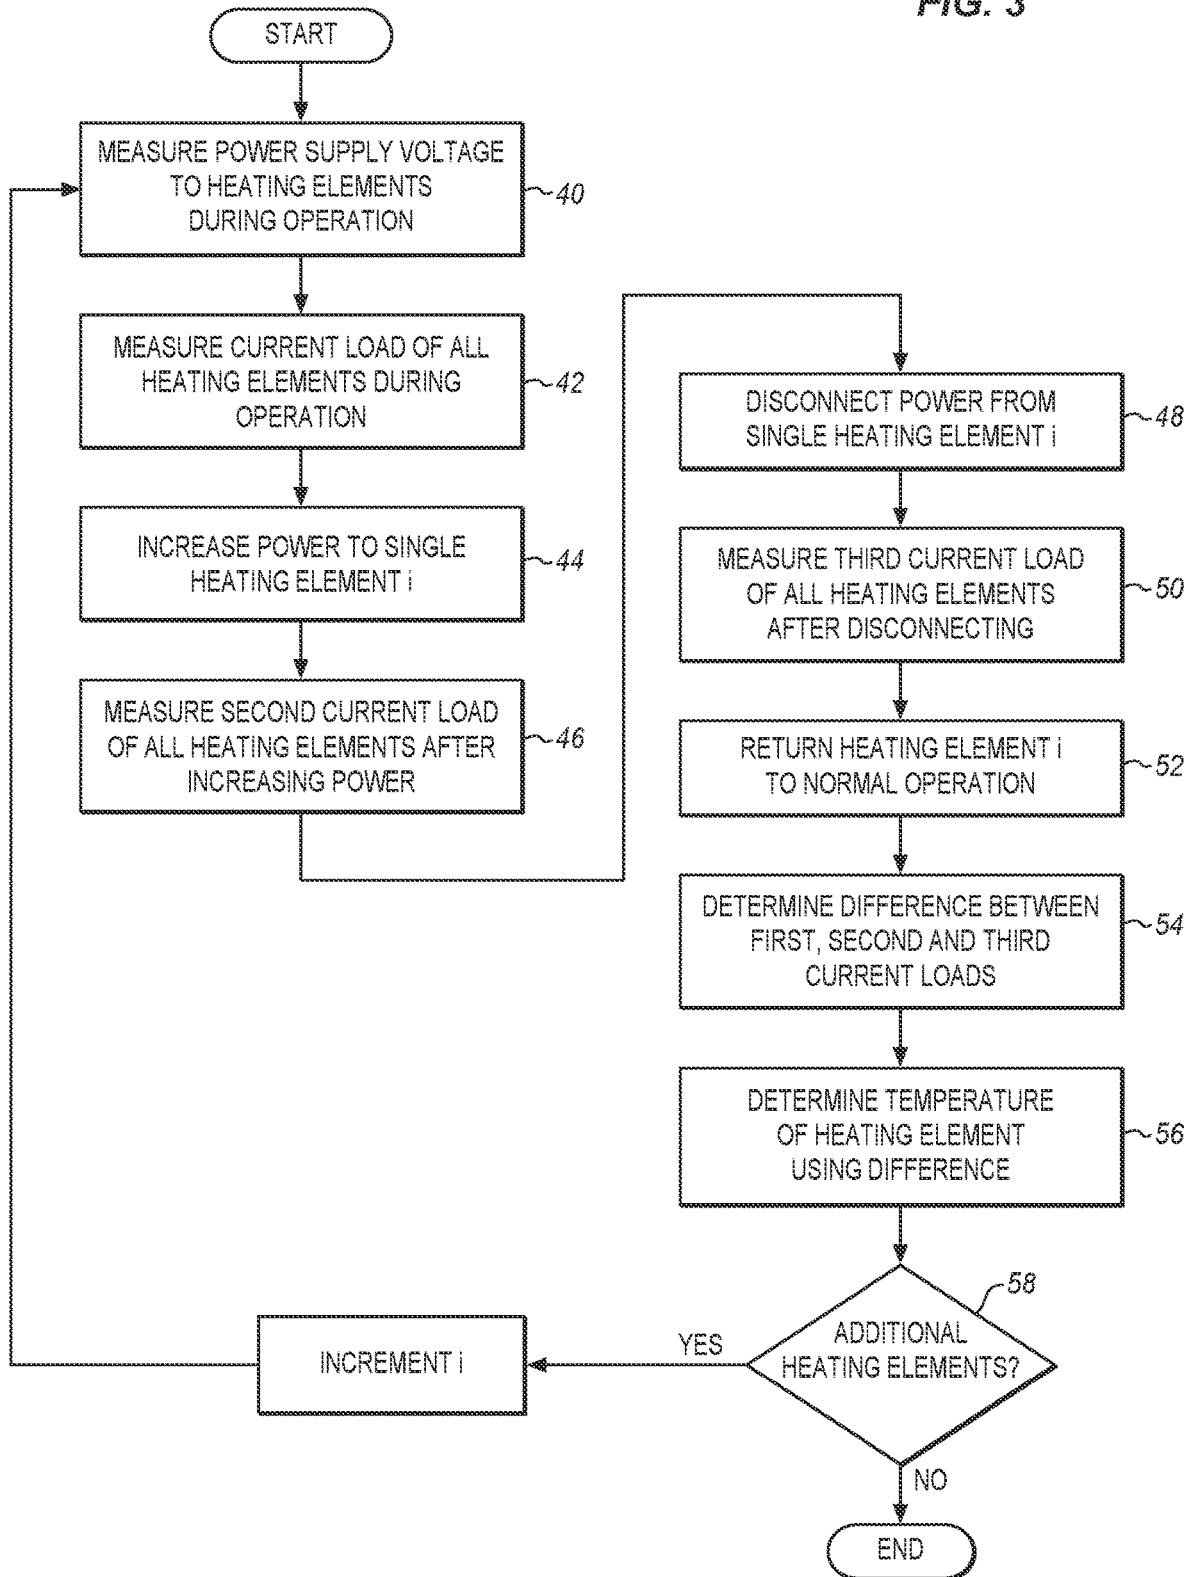 FIG. 3
START
MEASURE POWER SUPPLY VOLTAGE
TO HEATING ELEMENTS
DURING OPERATION
40
MEASURE CURRENT LOAD OF ALL
HEATING ELEMENTS DURING
OPERATION
42
INCREASE POWER TO SINGLE
HEATING ELEMENT i
44
MEASURE SECOND CURRENT LOAD
OF ALL HEATING ELEMENTS AFTER
INCREASING POWER
46
DISCONNECT POWER FROM
SINGLE HEATING ELEMENT i
48
MEASURE THIRD CURRENT LOAD
OF ALL HEATING ELEMENTS
AFTER DISCONNECTING
50
RETURN HEATING ELEMENT i
TO NORMAL OPERATION
52
DETERMINE DIFFERENCE BETWEEN
FIRST, SECOND AND THIRD
CURRENT LOADS
54
DETERMINE TEMPERATURE
OF HEATING ELEMENT
USING DIFFERENCE
56
58
ADDITIONAL
HEATING ELEMENTS?
YES
INCREMENT i
NO
END